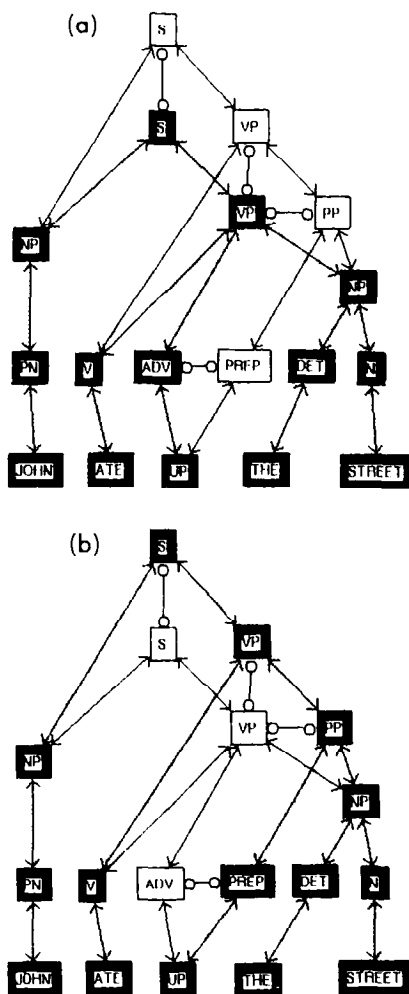 (a)
S
S VP
VP PP
NP
NP
PN V ADV PREP DET N
JOHN ATE UP THE STREET
(b)
S
S VP
VP PP
NP
NP
PN V ADV PREP DET N
JOHN ATE UP THE STREET